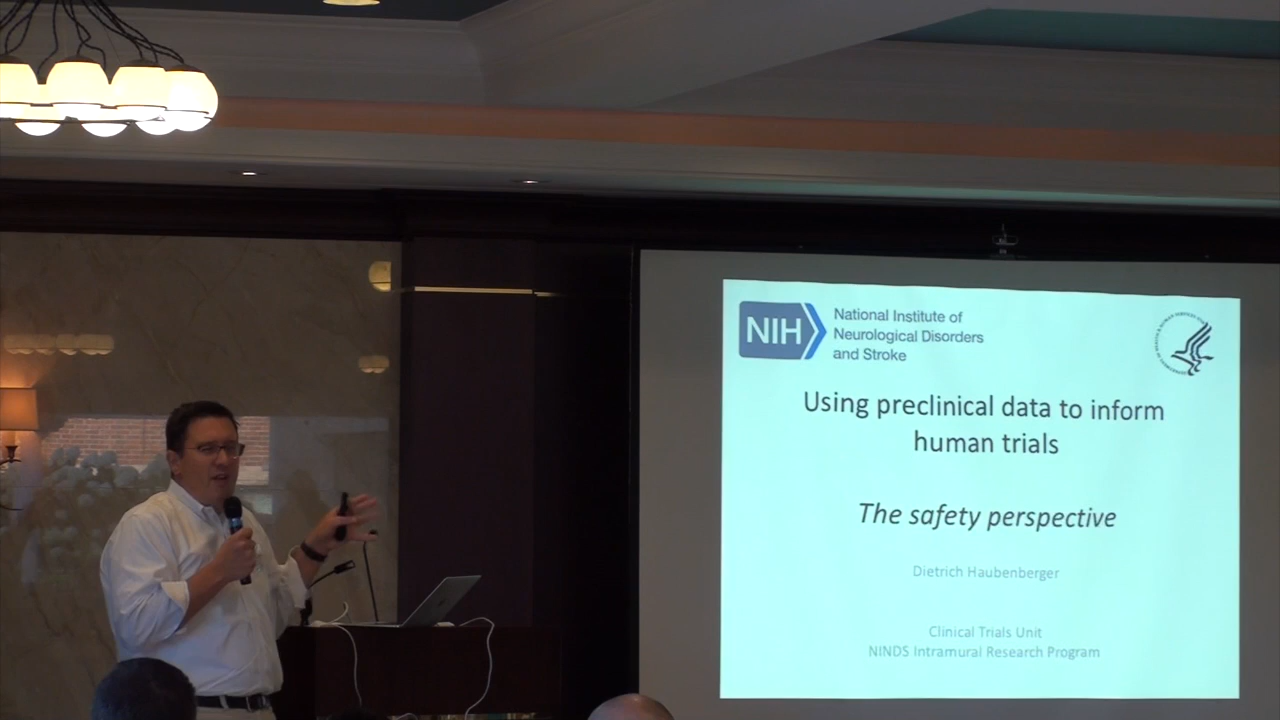 NIH
National Institute of
Neurological Disorders
and Stroke
Using preclinical data to inform
human trials
The safety perspective
Dietrich Haubenberger
Clinical Trials Unit
NINDS Intramural Research Program